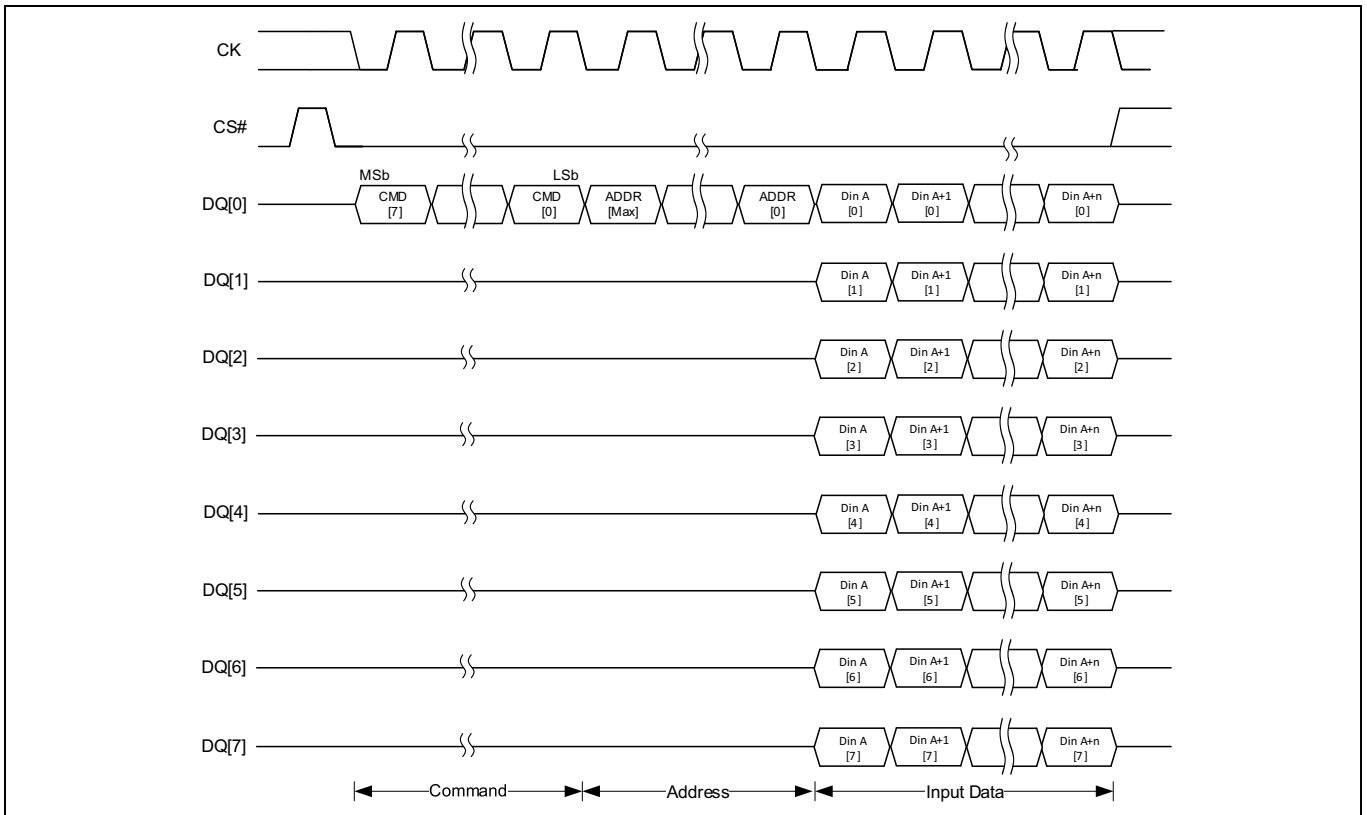 CK
CS#
MSb LSb
DQ[0] CMD CMD ADDR ADDR Din A Din A+1 Din A+n
[7] [0] [Max] [0] [0] [0] [0]
DQ[1] Din A Din A+1 Din A+n
[1] [1] [1]
DQ[2] Din A Din A+1 Din A+n
[2] [2] [2]
DQ[3] Din A Din A+1 Din A+n
[3] [3] [3]
DQ[4] Din A Din A+1 Din A+n
[4] [4] [4]
DQ[5] Din A Din A+1 Din A+n
[5] [5] [5]
DQ[6] Din A Din A+1 Din A+n
[6] [6] [6]
DQ[7] Din A Din A+1 Din A+n
[7] [7] [7]
Command Address Input Data